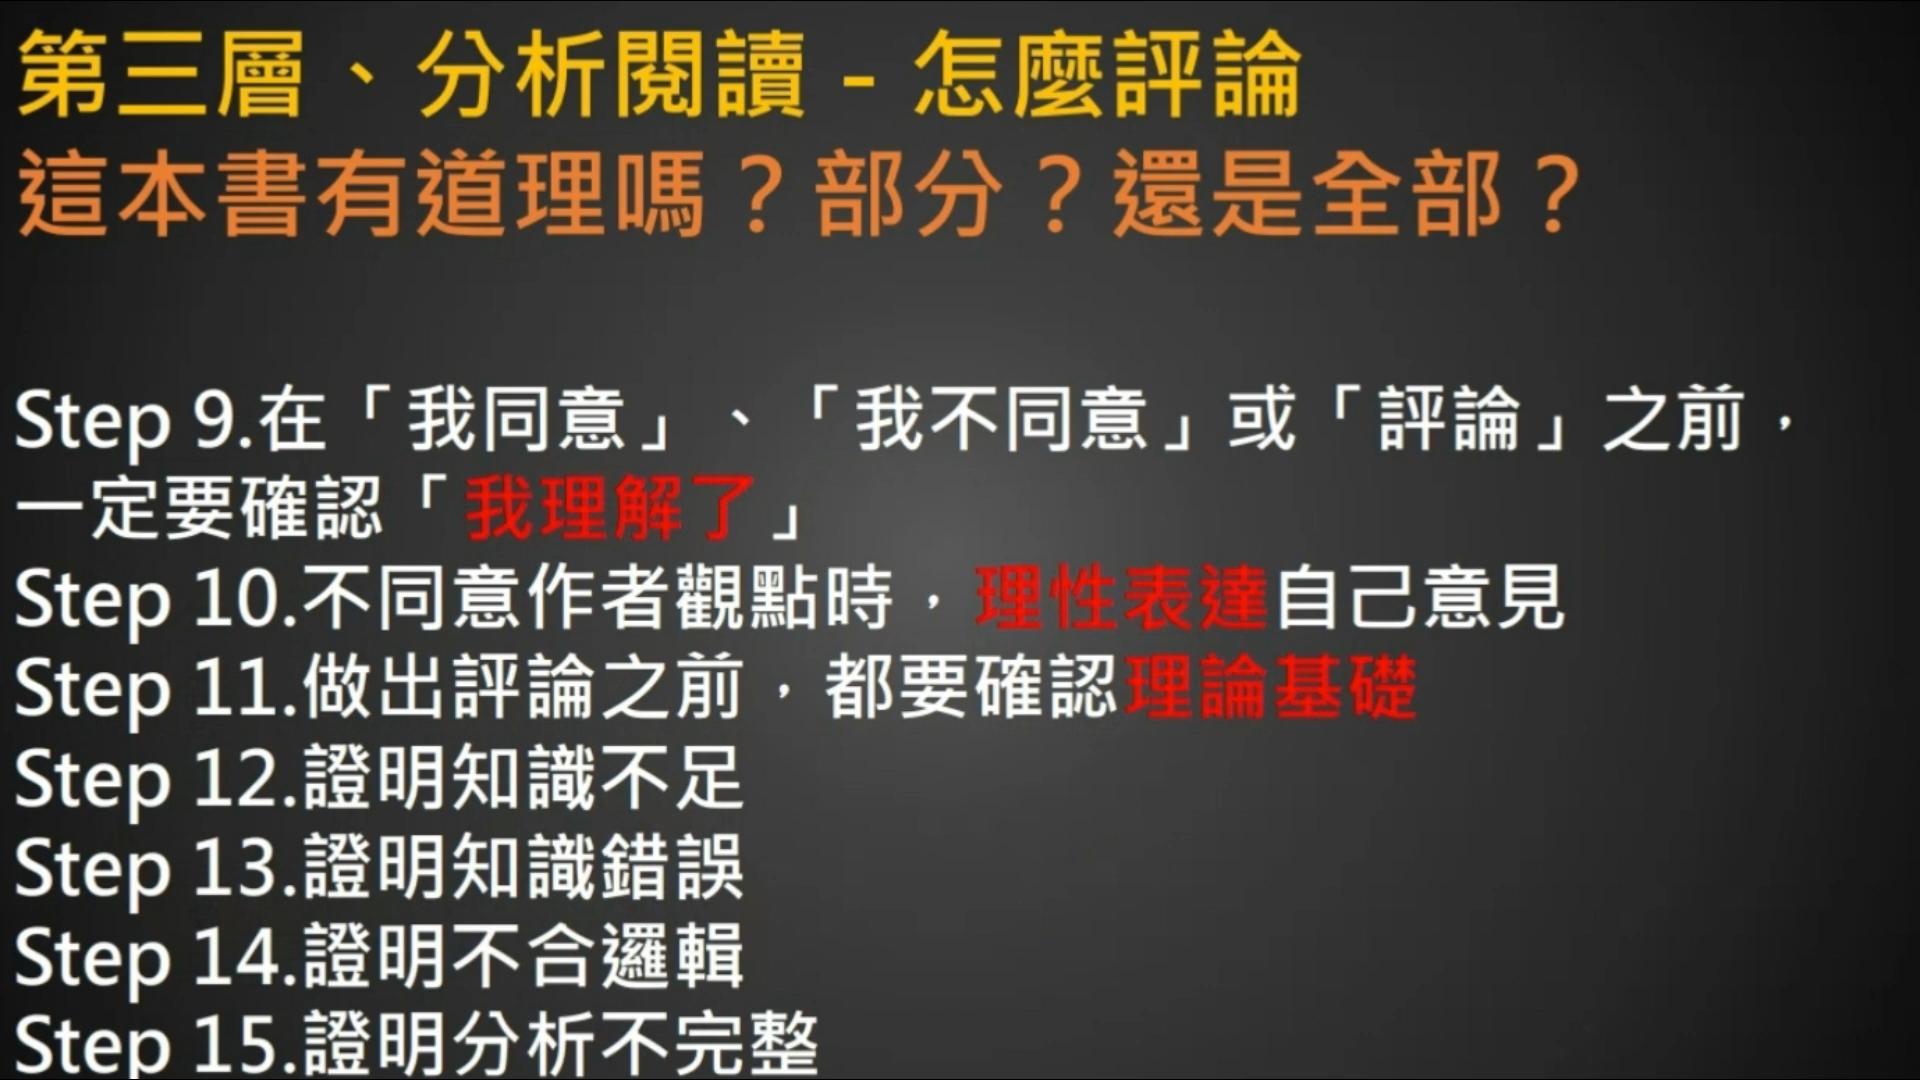 第三層、分析閱讀 - 怎麼評論
這本書有道理嗎？部分？還是全部？
Step 9.在「我同意」、「我不同意」或「評論」之前，
一定要確認「我理解了」
Step 10.不同意作者觀點時，理性表達自己意見
Step 11.做出評論之前，都要確認理論基礎
Step 12.證明知識不足
Step 13.證明知識錯誤
Step 14.證明不合邏輯
Step 15.證明分析不完整